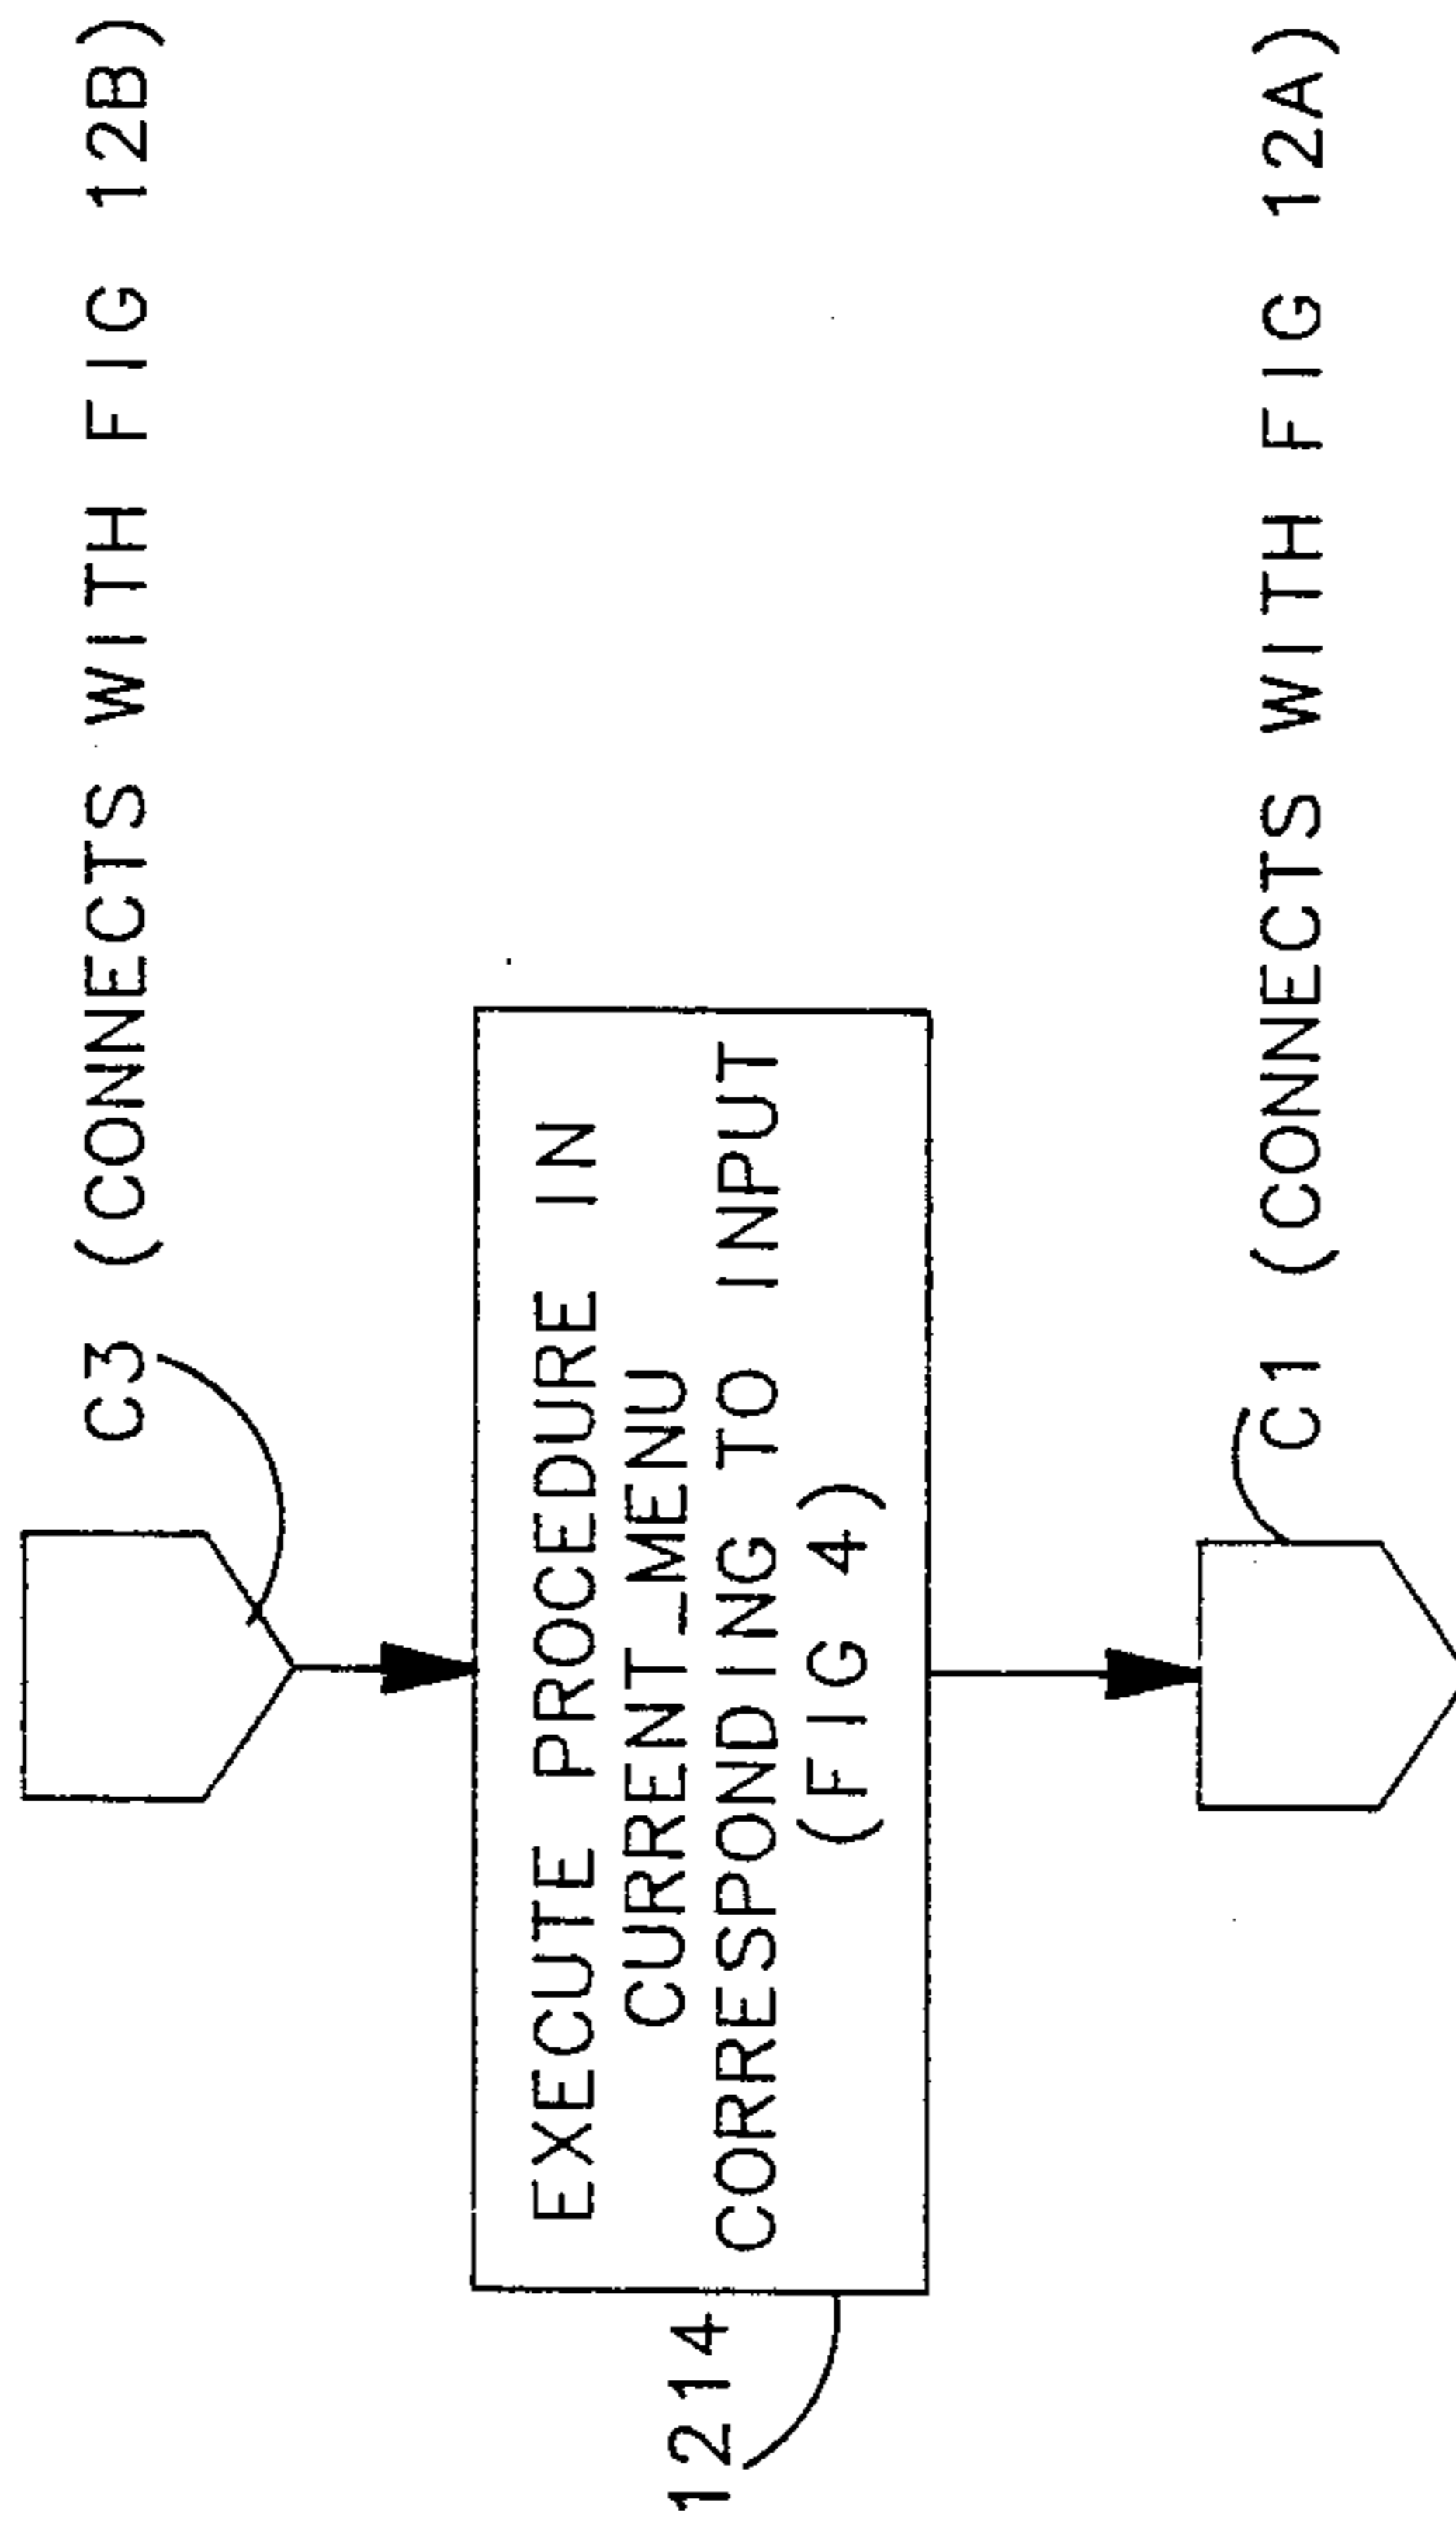 C3 (CONNECTS WITH FIG 12B)
EXECUTE PROCEDURE IN
CURRENT_MENU
CORRESPONDING TO INPUT
(FIG 4)
1214
C1 (CONNECTS WITH FIG 12A)